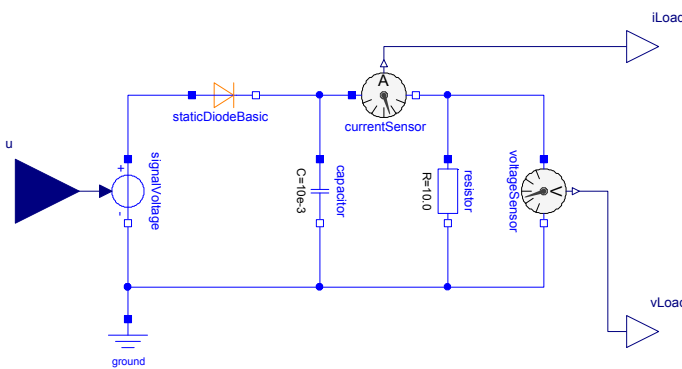 iLoad
A
staticDiodeBasic
currentSensor
u
+
signalVoltage
-
C=10e-3
capacitor
R=10.0
resistor
voltageSensor
V
vLoad
ground